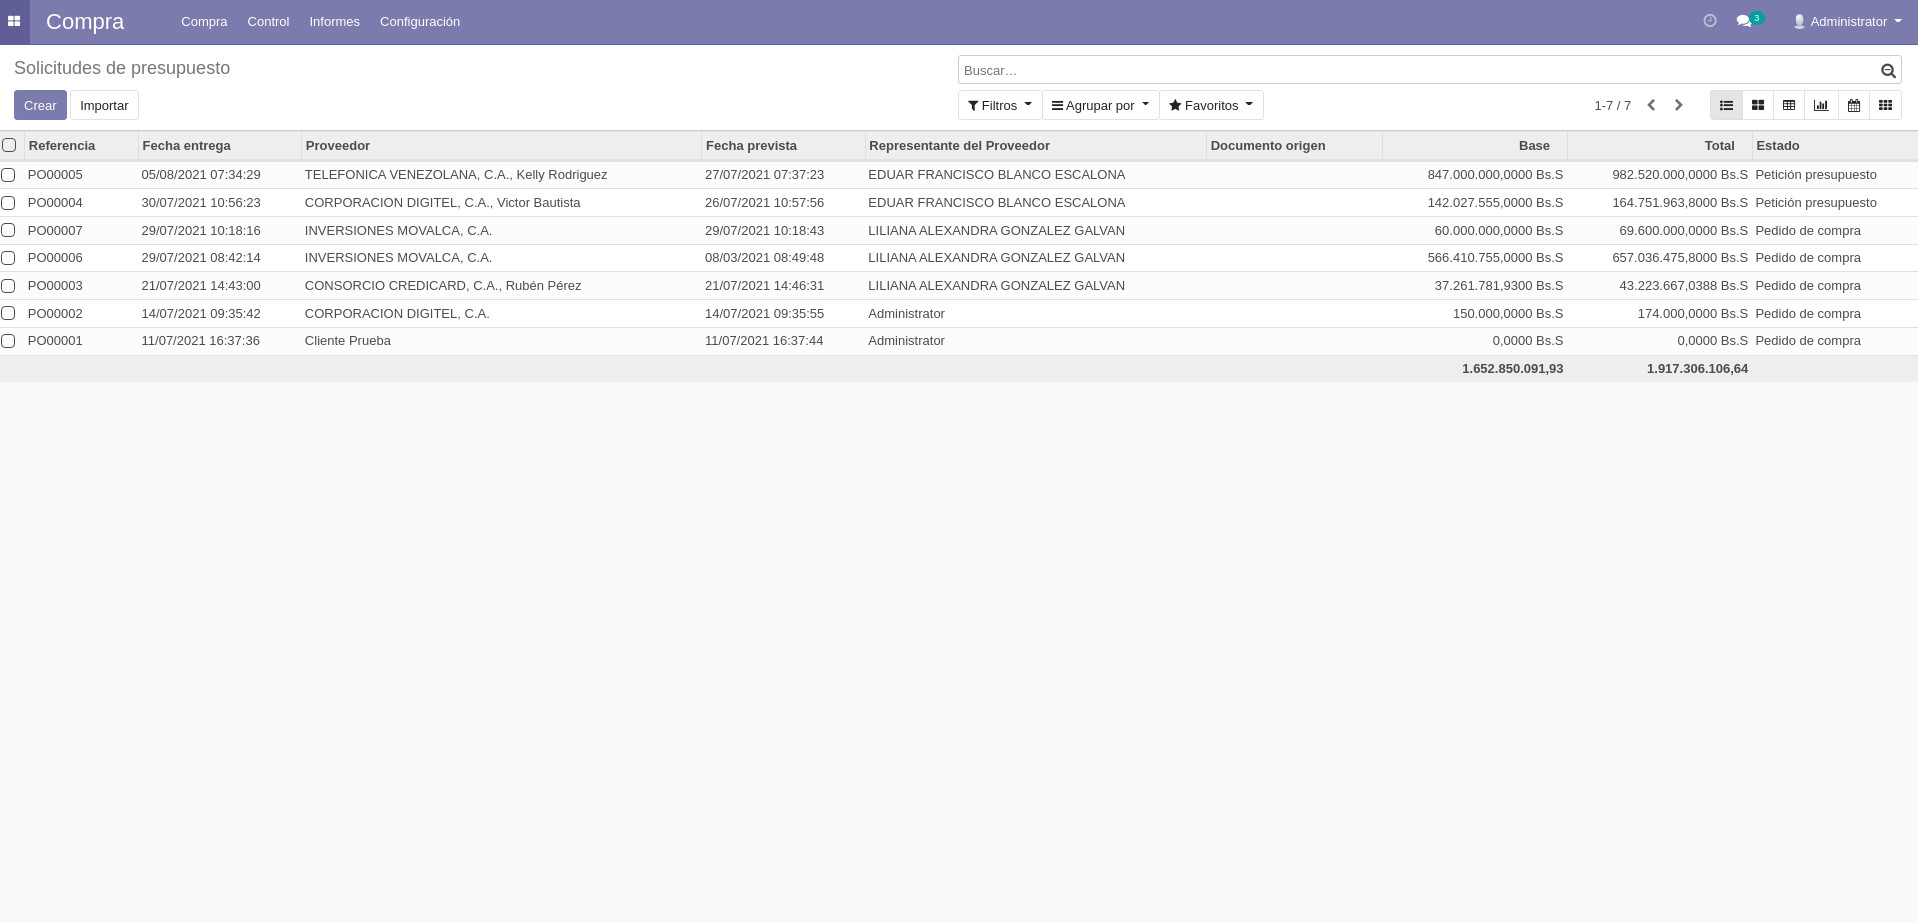 Compra Compra Control Informes Configuración 3 Administrator
Solicitudes de presupuesto Buscar...
Crear Importar Filtros Agrupar por Favoritos 1-7 / 7
Referencia Fecha entrega Proveedor Fecha prevista Representante del Proveedor Documento origen Base Total Estado
PO00005 05/08/2021 07:34:29 TELEFONICA VENEZOLANA, C.A., Kelly Rodriguez 27/07/2021 07:37:23 EDUAR FRANCISCO BLANCO ESCALONA 847.000.000,0000 Bs.S 982.520.000,0000 Bs.S Petición presupuesto
PO00004 30/07/2021 10:56:23 CORPORACION DIGITEL, C.A., Victor Bautista 26/07/2021 10:57:56 EDUAR FRANCISCO BLANCO ESCALONA 142.027.555,0000 Bs.S 164.751.963,8000 Bs.S Petición presupuesto
PO00007 29/07/2021 10:18:16 INVERSIONES MOVALCA, C.A. 29/07/2021 10:18:43 LILIANA ALEXANDRA GONZALEZ GALVAN 60.000.000,0000 Bs.S 69.600.000,0000 Bs.S Pedido de compra
PO00006 29/07/2021 08:42:14 INVERSIONES MOVALCA, C.A. 08/03/2021 08:49:48 LILIANA ALEXANDRA GONZALEZ GALVAN 566.410.755,0000 Bs.S 657.036.475,8000 Bs.S Pedido de compra
PO00003 21/07/2021 14:43:00 CONSORCIO CREDICARD, C.A., Rubén Pérez 21/07/2021 14:46:31 LILIANA ALEXANDRA GONZALEZ GALVAN 37.261.781,9300 Bs.S 43.223.667,0388 Bs.S Pedido de compra
PO00002 14/07/2021 09:35:42 CORPORACION DIGITEL, C.A. 14/07/2021 09:35:55 Administrator 150.000,0000 Bs.S 174.000,0000 Bs.S Pedido de compra
PO00001 11/07/2021 16:37:36 Cliente Prueba 11/07/2021 16:37:44 Administrator 0,0000 Bs.S 0,0000 Bs.S Pedido de compra
1.652.850.091,93 1.917.306.106,64